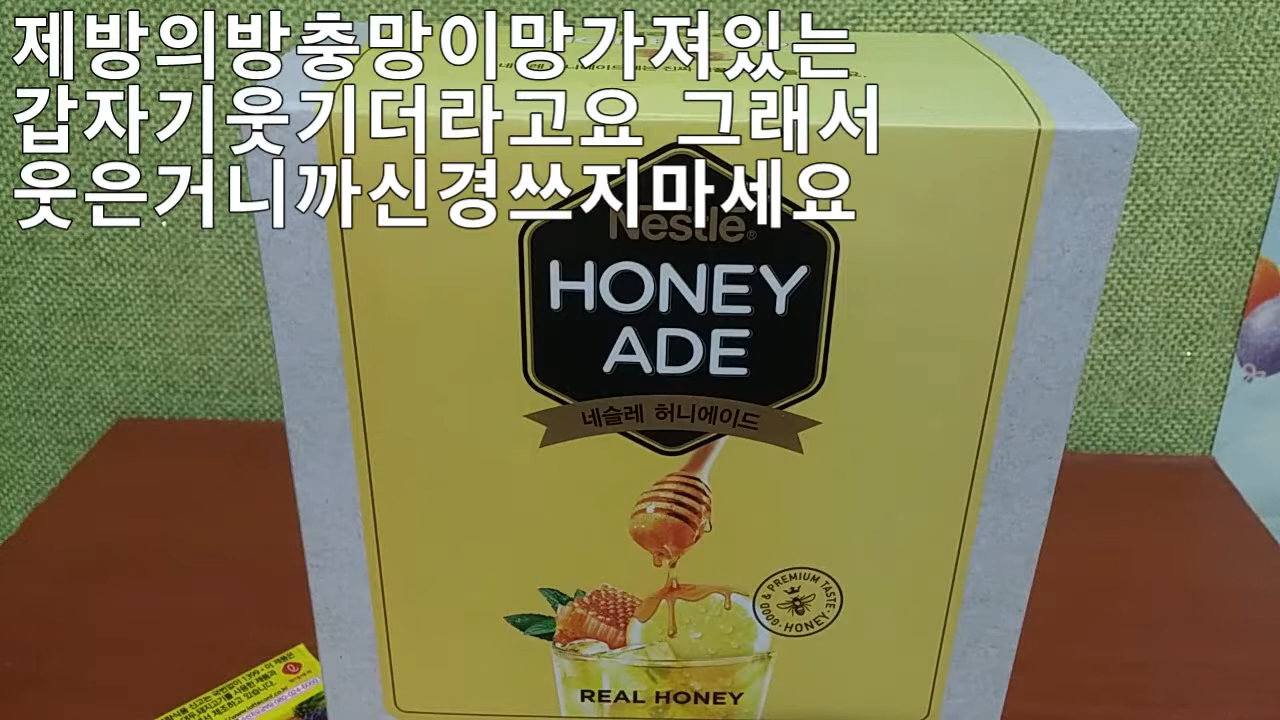 제방의방충망이망가져있는
갑자기웃기더라고요 그래서
웃은거니까신경쓰지마세요
Nestlé®
HONEY
ADE
네슬레 허니에이드
GOOD & PREMIUM TASTE
HONEY
REAL HONEY